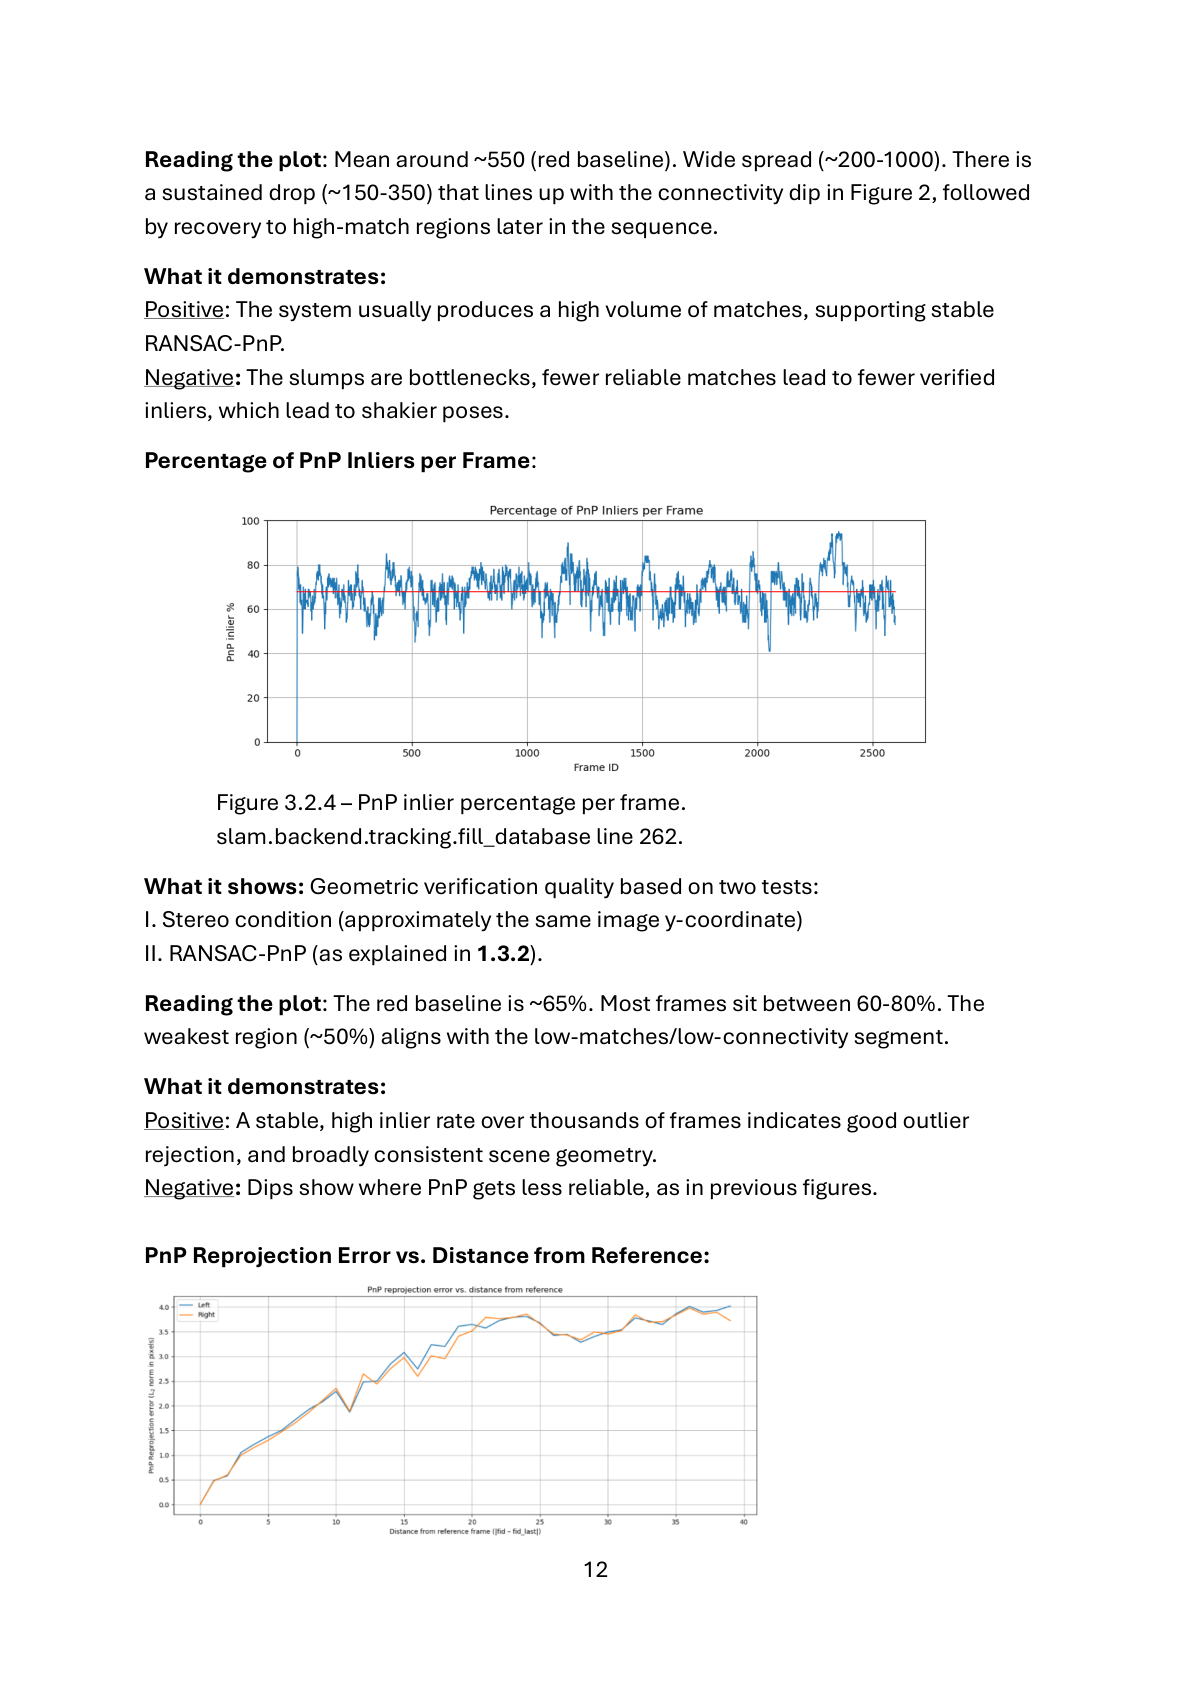 Reading the plot: Mean around ~550 (red baseline). Wide spread (~200-1000). There is
a sustained drop (~150-350) that lines up with the connectivity dip in Figure 2, followed
by recovery to high-match regions later in the sequence.
What it demonstrates:
Positive: The system usually produces a high volume of matches, supporting stable
RANSAC-PnP.
Negative: The slumps are bottlenecks, fewer reliable matches lead to fewer verified
inliers, which lead to shakier poses.
Percentage of PnP Inliers per Frame:
Percentage of PnP Inliers per Frame
PnP inlier %
100
80
60
40
20
0
0 500 1000 1500 2000 2500
Frame ID
Figure 3.2.4 – PnP inlier percentage per frame.
slam.backend.tracking.fill_database line 262.
What it shows: Geometric verification quality based on two tests:
I. Stereo condition (approximately the same image y-coordinate)
II. RANSAC-PnP (as explained in 1.3.2).
Reading the plot: The red baseline is ~65%. Most frames sit between 60-80%. The
weakest region (~50%) aligns with the low-matches/low-connectivity segment.
What it demonstrates:
Positive: A stable, high inlier rate over thousands of frames indicates good outlier
rejection, and broadly consistent scene geometry.
Negative: Dips show where PnP gets less reliable, as in previous figures.
PnP Reprojection Error vs. Distance from Reference:
PnP reprojection error vs. distance from reference
Left
Right
PnP Reprojection error (L₂ norm in pixels)
4.0
3.5
3.0
2.5
2.0
1.5
1.0
0.5
0.0
0 5 10 15 20 25 30 35 40
Distance from reference frame (|fid − fid_last|)
12